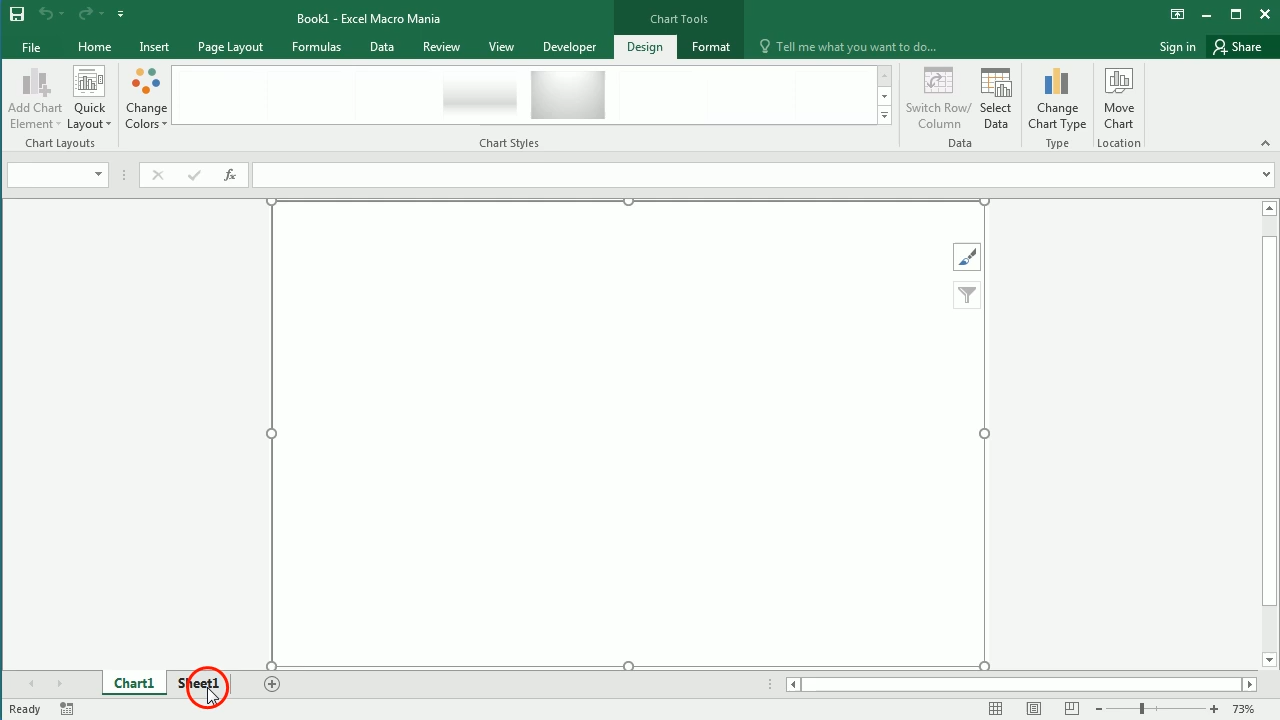 Book1 - Excel Macro Mania
Chart Tools
File Home Insert Page Layout Formulas Data Review View Developer Design Format Tell me what you want to do... Sign in Share
Add Chart Element Quick Layout Change Colors Switch Row/ Column Select Data Change Chart Type Move Chart
Chart Layouts Chart Styles Data Type Location
fx
Chart1 Sheet1
Ready 73%